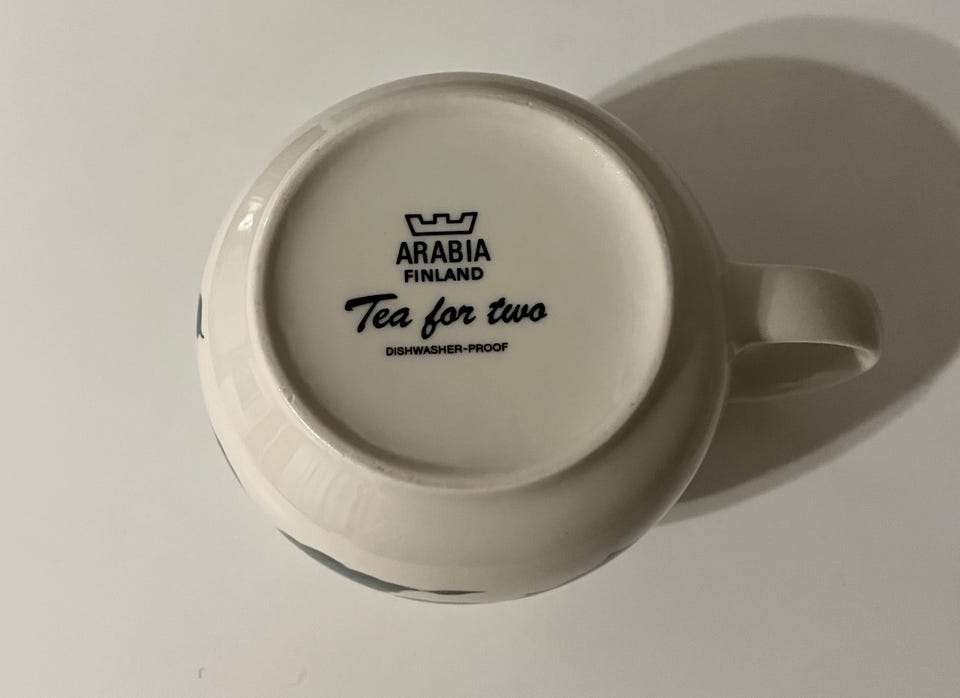 ARABIA
FINLAND
Tea for two
DISHWASHER-PROOF